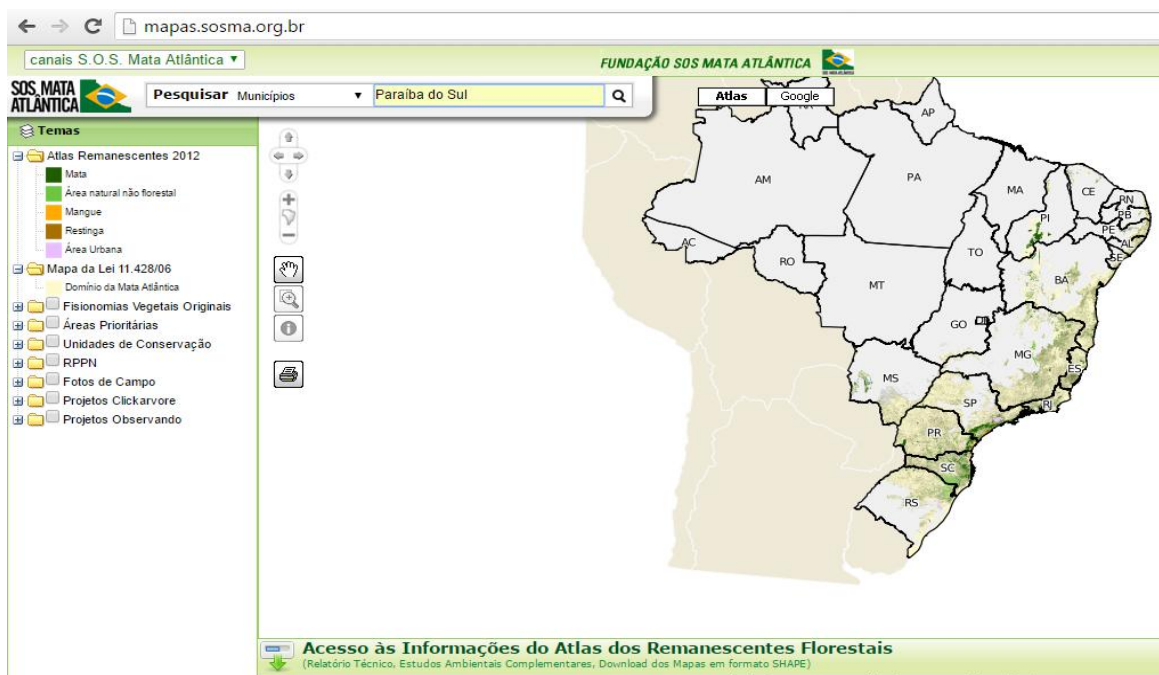 mapas.sosma.org.br
canais S.O.S. Mata Atlântica ▼
FUNDAÇÃO SOS MATA ATLÂNTICA
SOS MATA
ATLÂNTICA
Pesquisar Municípios ▼ Paraíba do Sul
Atlas Google
Temas
Atlas Remanescentes 2012
Mata
Área natural não florestal
Mangue
Restinga
Área Urbana
Mapa da Lei 11.428/06
Domínio da Mata Atlântica
Fisionomias Vegetais Originais
Áreas Prioritárias
Unidades de Conservação
RPPN
Fotos de Campo
Projetos Clickarvore
Projetos Observando
AP
AM
PA
MA
CE
RN
PB
PI
PE
AL
SE
AC
RO
TO
BA
MT
GO
MG
ES
MS
SP
RJ
PR
SC
RS
Acesso às Informações do Atlas dos Remanescentes Florestais
(Relatório Técnico, Estudos Ambientais Complementares, Download dos Mapas em formato SHAPE)